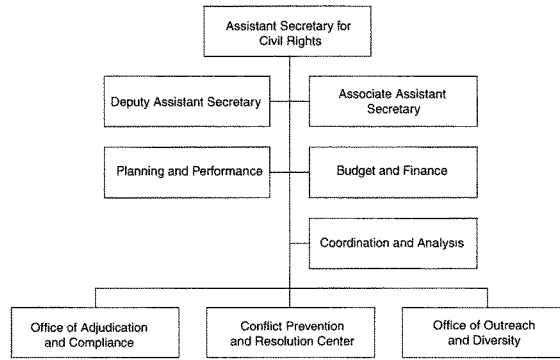 Assistant Secretary for
Civil Rights
Deputy Assistant Secretary
Associate Assistant
Secretary
Planning and Performance
Budget and Finance
Coordination and Analysis
Office of Adjudication
and Compliance
Conflict Prevention
and Resolution Center
Office of Outreach
and Diversity